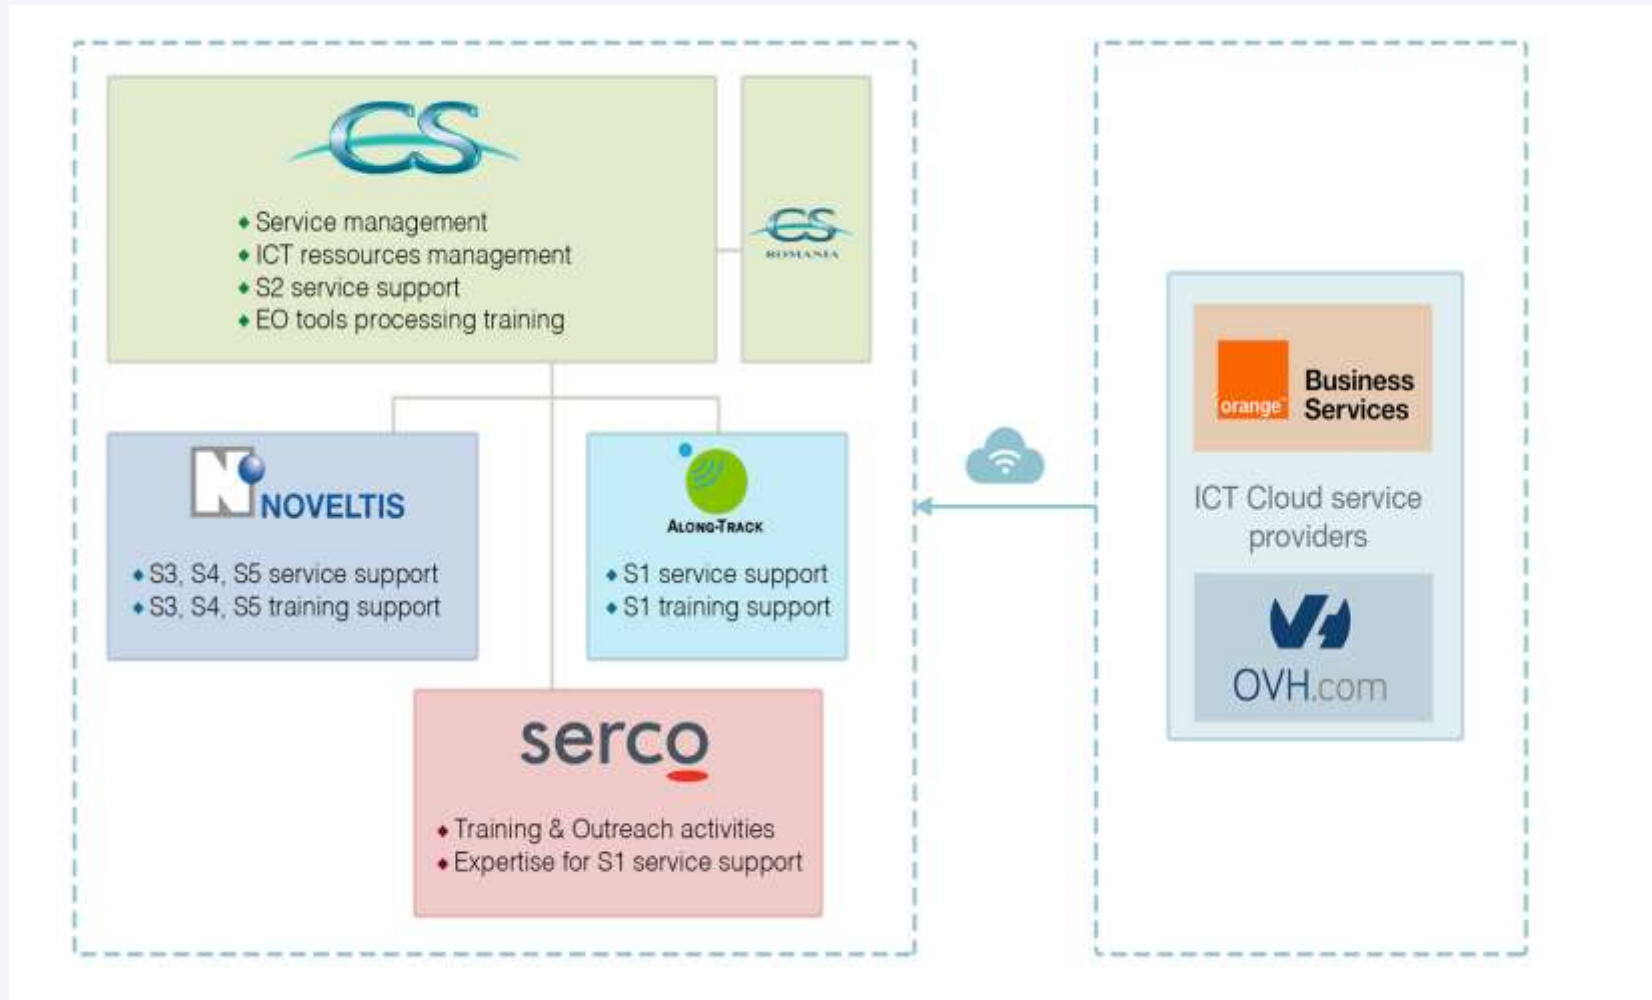 CS
Service management
ICT ressources management
S2 service support
EO tools processing training
CS
ROMANIA
N
NOVELTIS
S3, S4, S5 service support
S3, S4, S5 training support
ALONG-TRACK
S1 service support
S1 training support
serco
Training & Outreach activities
Expertise for S1 service support
orange
Business
Services
ICT Cloud service
providers
OVH.com